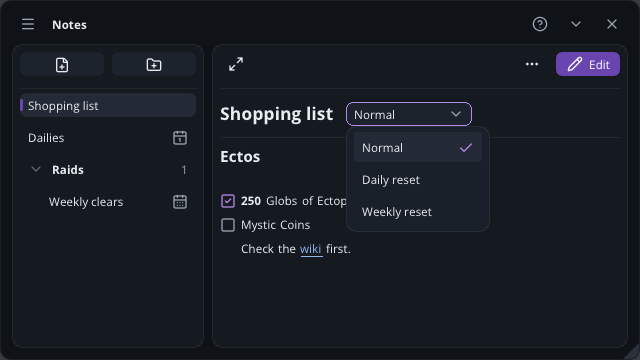 Notes
Edit
Shopping list
Dailies
Raids 1
Weekly clears
Shopping list
Normal
Normal
Daily reset
Weekly reset
Ectos
250 Globs of Ectop
Mystic Coins
Check the wiki first.